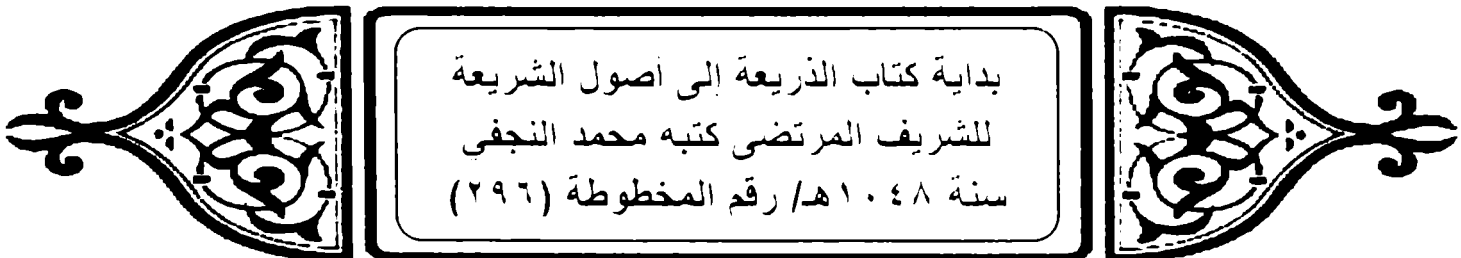 بداية كتاب الذريعة إلى أصول الشريعة
للشريف المرتضى كتبه محمد النجفي
سنة ١٠٤٨هـ/ رقم المخطوطة (٢٩٦)